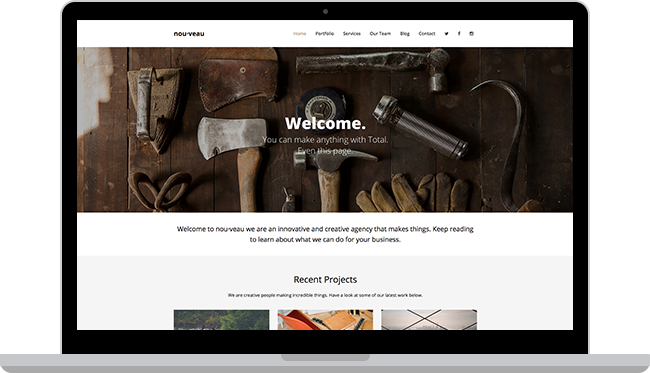 nou·veau
Home Portfolio Services Our Team Blog Contact
Welcome.
You can make anything with Total.
Even this page.
Welcome to nou·veau we are an innovative and creative agency that makes things. Keep reading
to learn about what we can do for your business.
Recent Projects
We are creative people making incredible things. Have a look at some of our latest work below.